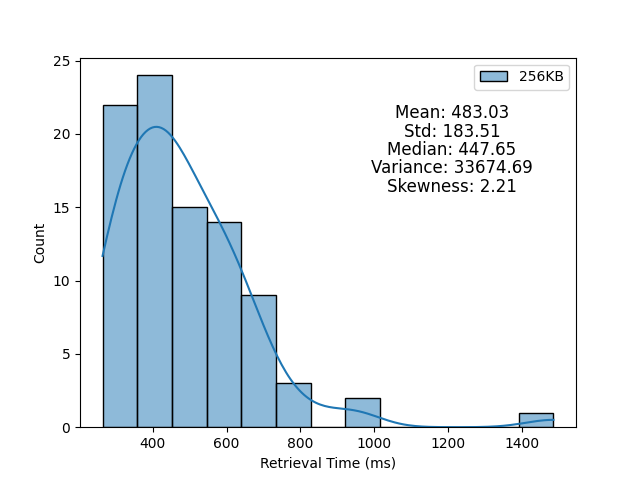 256KB
Mean: 483.03
Std: 183.51
Median: 447.65
Variance: 33674.69
Skewness: 2.21
25
20
15
10
5
0
Count
400 600 800 1000 1200 1400
Retrieval Time (ms)